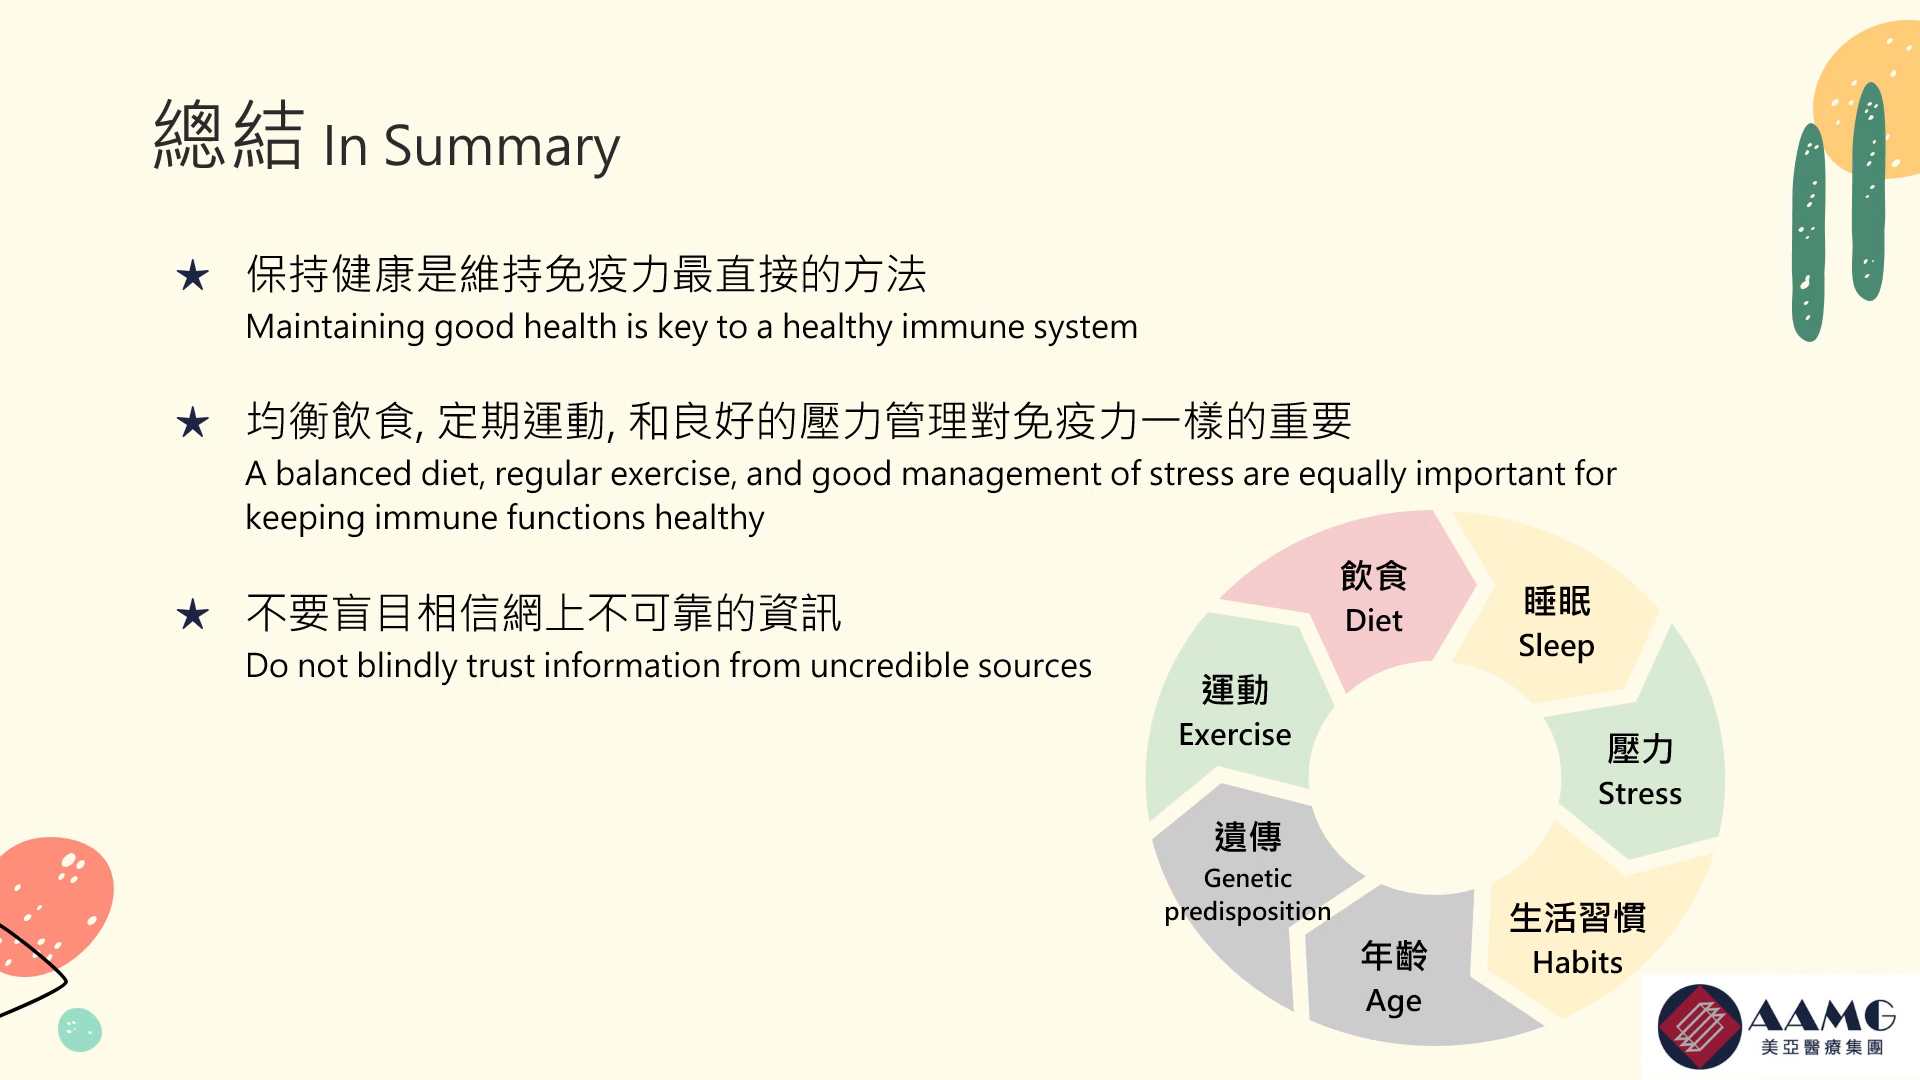 總結 In Summary
★ 保持健康是維持免疫力最直接的方法
Maintaining good health is key to a healthy immune system
★ 均衡飲食, 定期運動, 和良好的壓力管理對免疫力一樣的重要
A balanced diet, regular exercise, and good management of stress are equally important for
keeping immune functions healthy
★ 不要盲目相信網上不可靠的資訊
Do not blindly trust information from uncredible sources
飲食
Diet
睡眠
Sleep
壓力
Stress
生活習慣
Habits
年齡
Age
遺傳
Genetic
predisposition
運動
Exercise
AAMG
美亞醫療集團